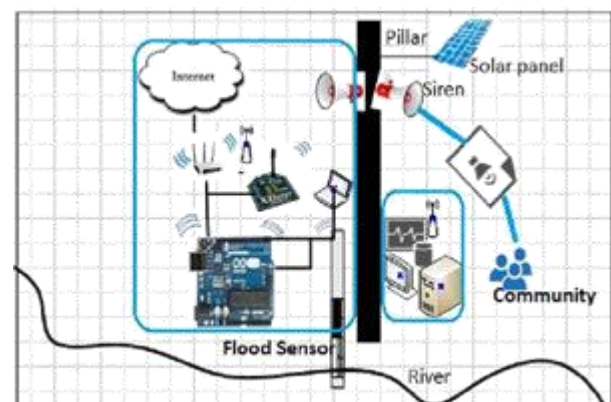 Pillar
Internet
Solar panel
Siren
Community
Flood Sensor
River